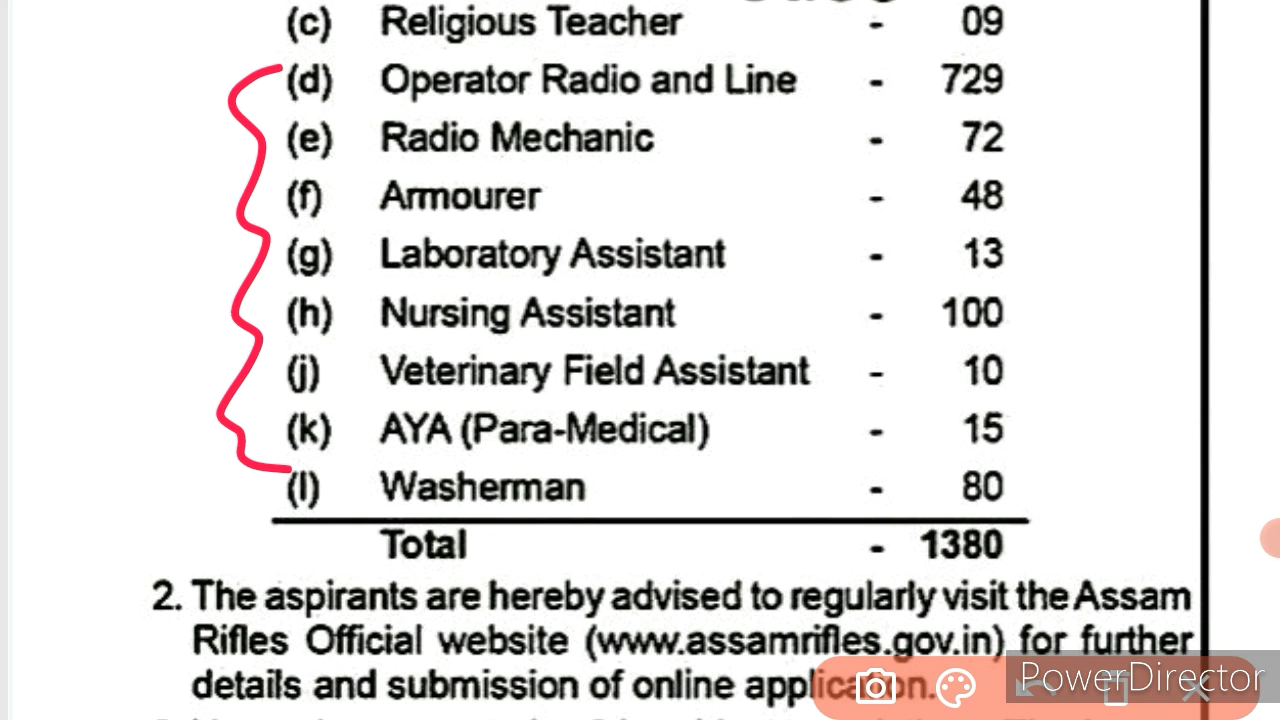 (c) Religious Teacher - 09
(d) Operator Radio and Line - 729
(e) Radio Mechanic - 72
(f) Armourer - 48
(g) Laboratory Assistant - 13
(h) Nursing Assistant - 100
(j) Veterinary Field Assistant - 10
(k) AYA (Para-Medical) - 15
(l) Washerman - 80
Total - 1380
2. The aspirants are hereby advised to regularly visit the Assam
Rifles Official website (www.assamrifles.gov.in) for further
details and submission of online application.
PowerDirector